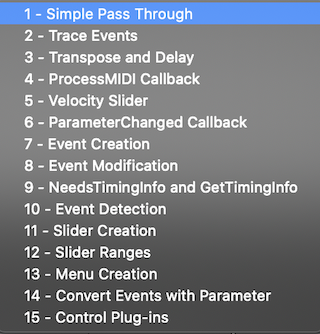 1 - Simple Pass Through
2 - Trace Events
3 - Transpose and Delay
4 - ProcessMIDI Callback
5 - Velocity Slider
6 - ParameterChanged Callback
7 - Event Creation
8 - Event Modification
9 - NeedsTimingInfo and GetTimingInfo
10 - Event Detection
11 - Slider Creation
12 - Slider Ranges
13 - Menu Creation
14 - Convert Events with Parameter
15 - Control Plug-ins